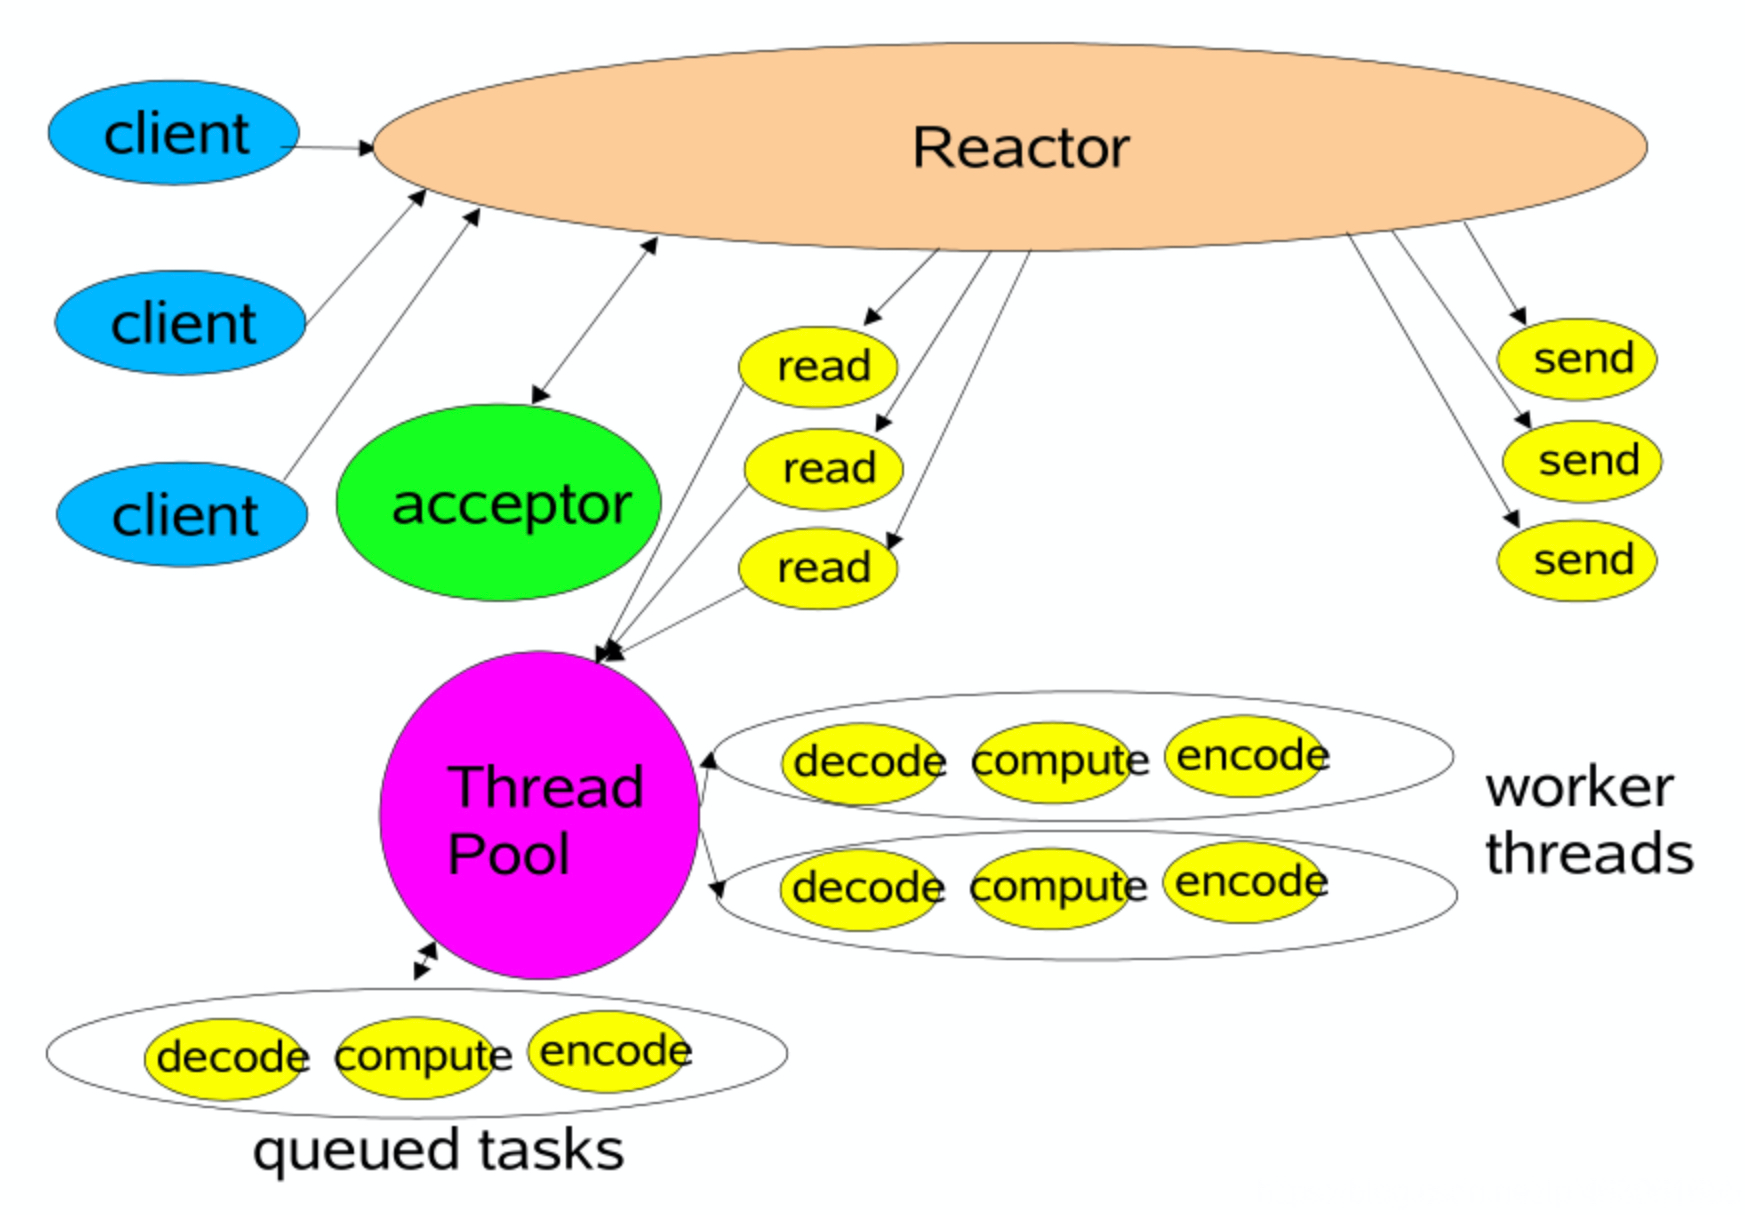 client
Reactor
client
client
acceptor
read
read
read
send
send
send
Thread
Pool
decode compute encode
decode compute encode
worker
threads
decode compute encode
queued tasks